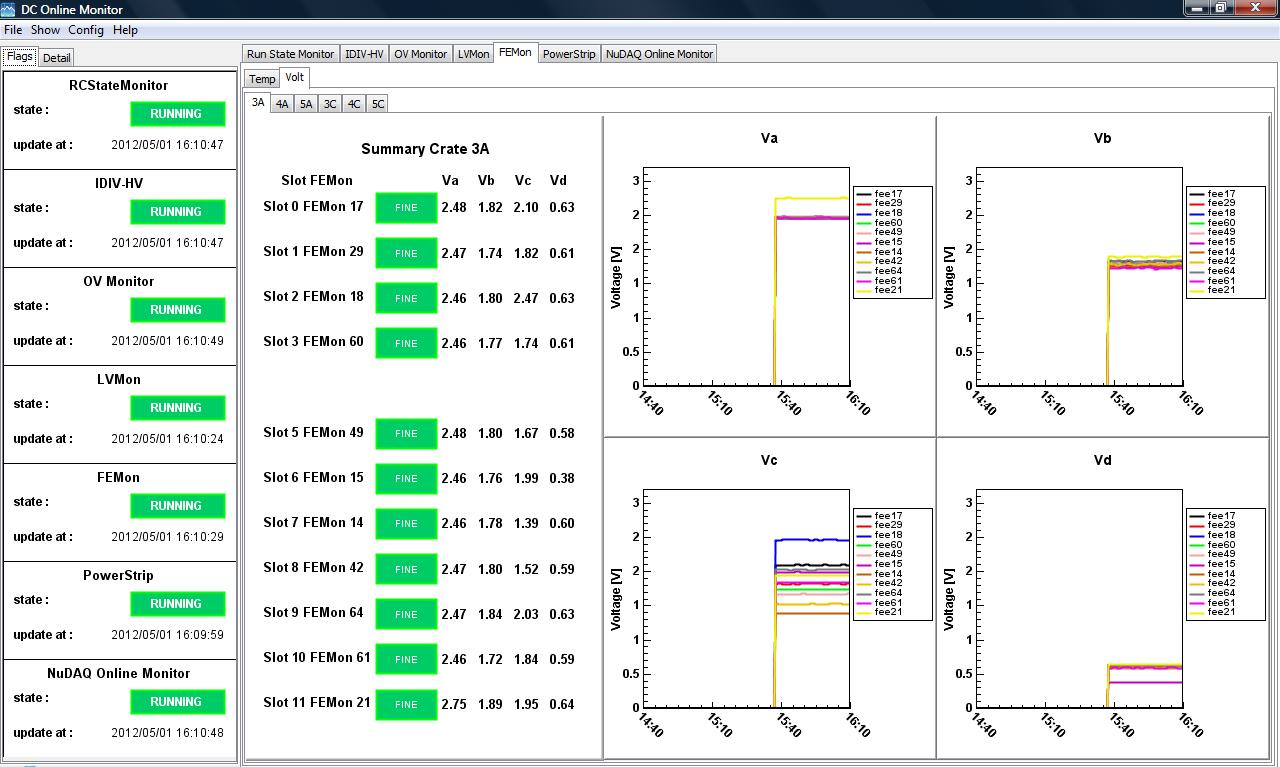 DC Online Monitor
File Show Config Help
Flags Detail
RCStateMonitor
state : RUNNING
update at : 2012/05/01 16:10:47
IDIV-HV
state : RUNNING
update at : 2012/05/01 16:10:47
OV Monitor
state : RUNNING
update at : 2012/05/01 16:10:49
LVMon
state : RUNNING
update at : 2012/05/01 16:10:24
FEMon
state : RUNNING
update at : 2012/05/01 16:10:29
PowerStrip
state : RUNNING
update at : 2012/05/01 16:09:59
NuDAQ Online Monitor
state : RUNNING
update at : 2012/05/01 16:10:48
Run State Monitor IDIV-HV OV Monitor LVMon FEMon PowerStrip NuDAQ Online Monitor
Temp Volt
3A 4A 5A 3C 4C 5C
Summary Crate 3A
Slot FEMon Va Vb Vc Vd
Slot 0 FEMon 17 FINE 2.48 1.82 2.10 0.63
Slot 1 FEMon 29 FINE 2.47 1.74 1.82 0.61
Slot 2 FEMon 18 FINE 2.46 1.80 2.47 0.63
Slot 3 FEMon 60 FINE 2.46 1.77 1.74 0.61
Slot 5 FEMon 49 FINE 2.48 1.80 1.67 0.58
Slot 6 FEMon 15 FINE 2.46 1.76 1.99 0.38
Slot 7 FEMon 14 FINE 2.46 1.78 1.39 0.60
Slot 8 FEMon 42 FINE 2.47 1.80 1.52 0.59
Slot 9 FEMon 64 FINE 2.47 1.84 2.03 0.63
Slot 10 FEMon 61 FINE 2.46 1.72 1.84 0.59
Slot 11 FEMon 21 FINE 2.75 1.89 1.95 0.64
Va
Voltage [V]
3
2
2
1
1
0.5
0
14:40 15:10 15:40 16:10
fee17
fee29
fee18
fee60
fee49
fee15
fee14
fee42
fee64
fee61
fee21
Vb
Voltage [V]
3
2
2
1
1
0.5
0
14:40 15:10 15:40 16:10
fee17
fee29
fee18
fee60
fee49
fee15
fee14
fee42
fee64
fee61
fee21
Vc
Voltage [V]
3
2
2
1
1
0.5
0
14:40 15:10 15:40 16:10
fee17
fee29
fee18
fee60
fee49
fee15
fee14
fee42
fee64
fee61
fee21
Vd
Voltage [V]
3
2
2
1
1
0.5
0
14:40 15:10 15:40 16:10
fee17
fee29
fee18
fee60
fee49
fee15
fee14
fee42
fee64
fee61
fee21